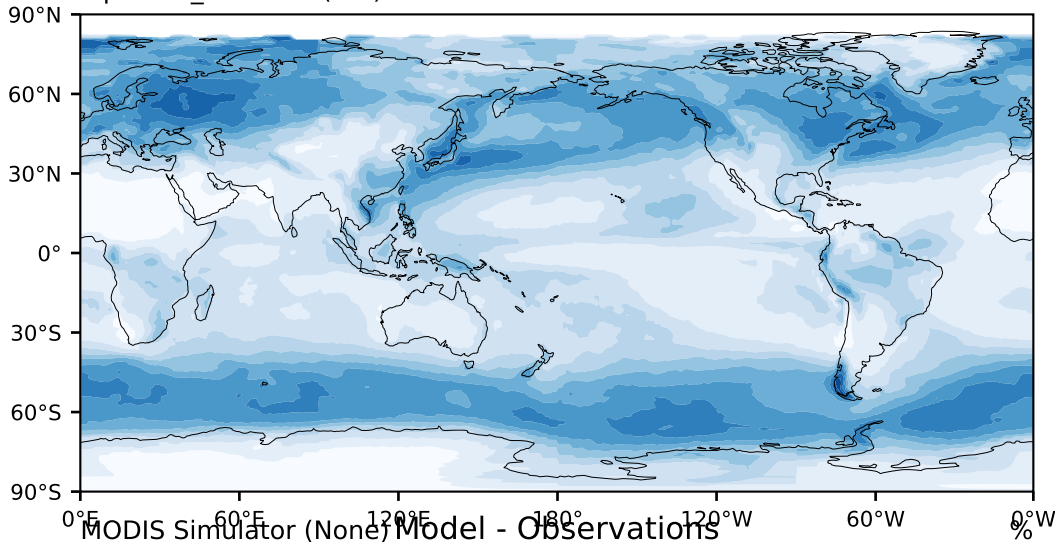 90°N
60°N
30°N
0°
30°S
60°S
90°S
0°E 60°E 120°E 180° 120°W 60°W 0°W
MODIS Simulator (None) Model - Observations %